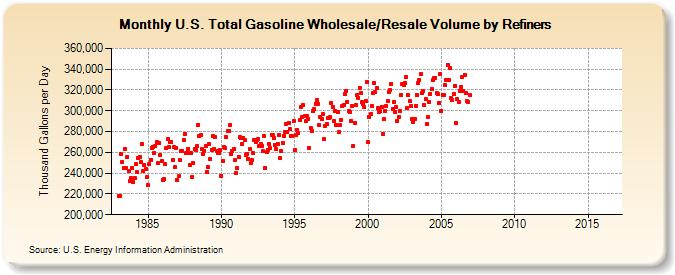 Monthly U.S. Total Gasoline Wholesale/Resale Volume by Refiners
Thousand Gallons per Day
360,000
340,000
320,000
300,000
280,000
260,000
240,000
220,000
200,000
1985 1990 1995 2000 2005 2010 2015
Source: U.S. Energy Information Administration